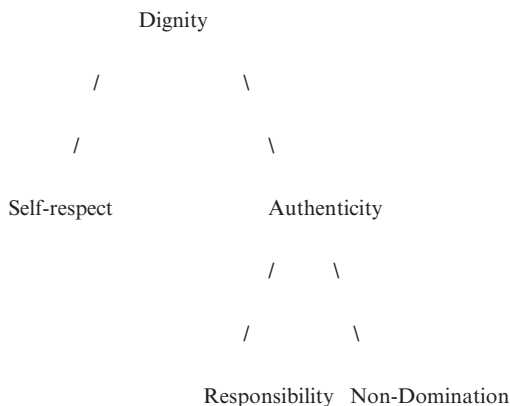 Dignity
/ \
/ \
Self-respect Authenticity
/ \
/ \
Responsibility Non-Domination